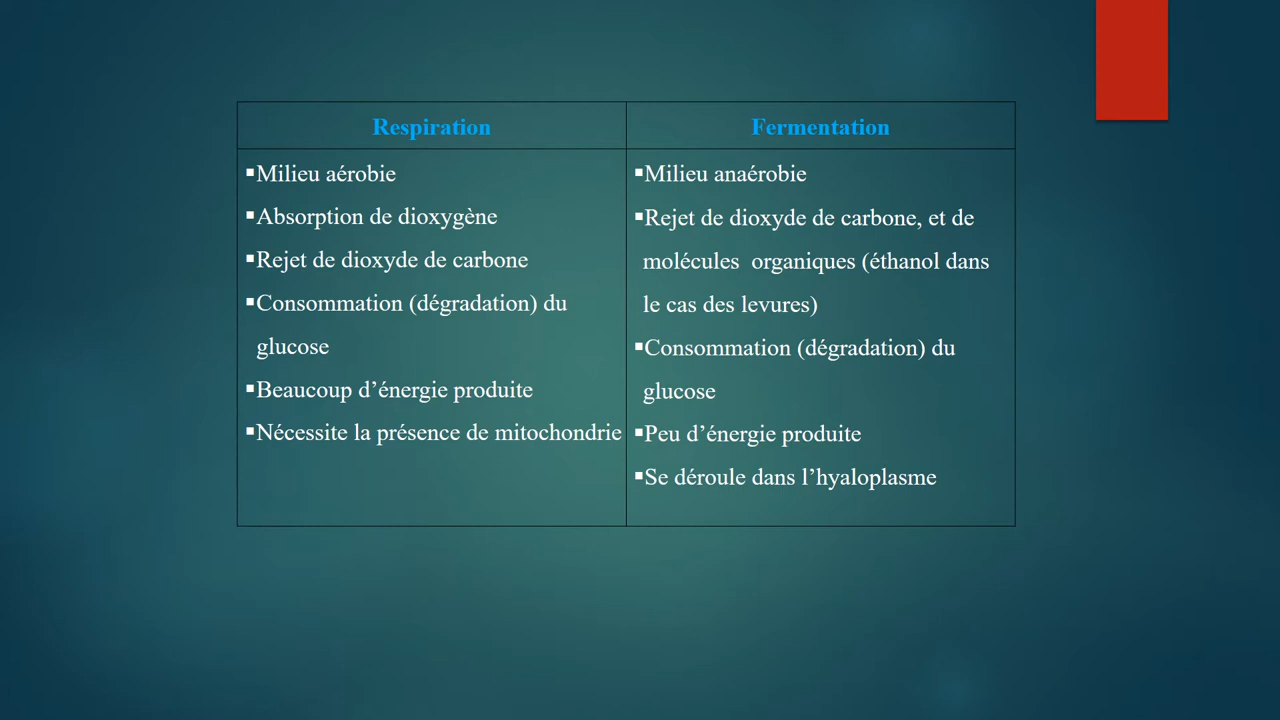 Respiration
▪Milieu aérobie
▪Absorption de dioxygène
▪Rejet de dioxyde de carbone
▪Consommation (dégradation) du
glucose
▪Beaucoup d’énergie produite
▪Nécessite la présence de mitochondrie
Fermentation
▪Milieu anaérobie
▪Rejet de dioxyde de carbone, et de
molécules  organiques (éthanol dans
le cas des levures)
▪Consommation (dégradation) du
glucose
▪Peu d’énergie produite
▪Se déroule dans l’hyaloplasme